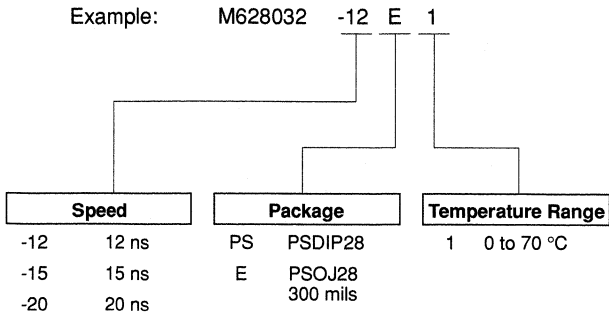 Example: M628032 -12 E 1
Speed Package Temperature Range
-12 12 ns PS PSDIP28 1 0 to 70 °C
-15 15 ns E PSOJ28
300 mils
-20 20 ns